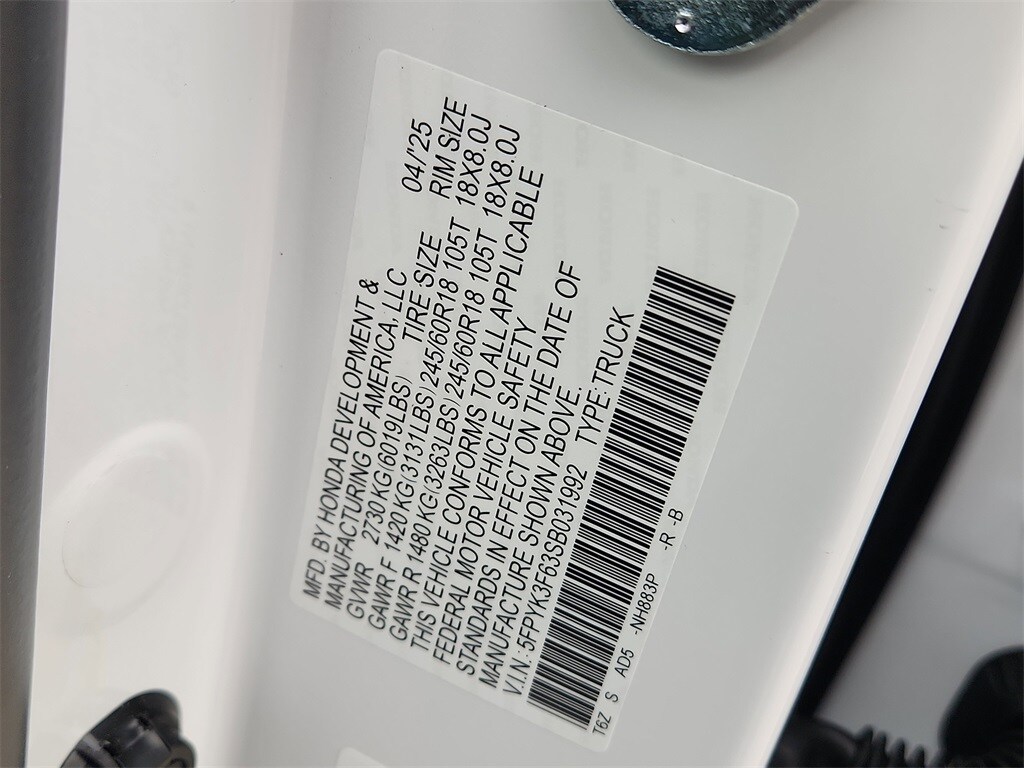 MFD. BY HONDA DEVELOPMENT &
MANUFACTURING OF AMERICA, LLC 04/'25
GVWR 2730 KG(6019LBS) TIRE SIZE RIM SIZE
GAWR F 1420 KG(3131LBS) 245/60R18 105T 18X8.0J
GAWR R 1480 KG(3263LBS) 245/60R18 105T 18X8.0J
THIS VEHICLE CONFORMS TO ALL APPLICABLE
FEDERAL MOTOR VEHICLE SAFETY
STANDARDS IN EFFECT ON THE DATE OF
MANUFACTURE SHOWN ABOVE.
V.I.N.: 5FPYK3F63SB031992 TYPE: TRUCK
T6Z S AD5 -NH883P -R -B